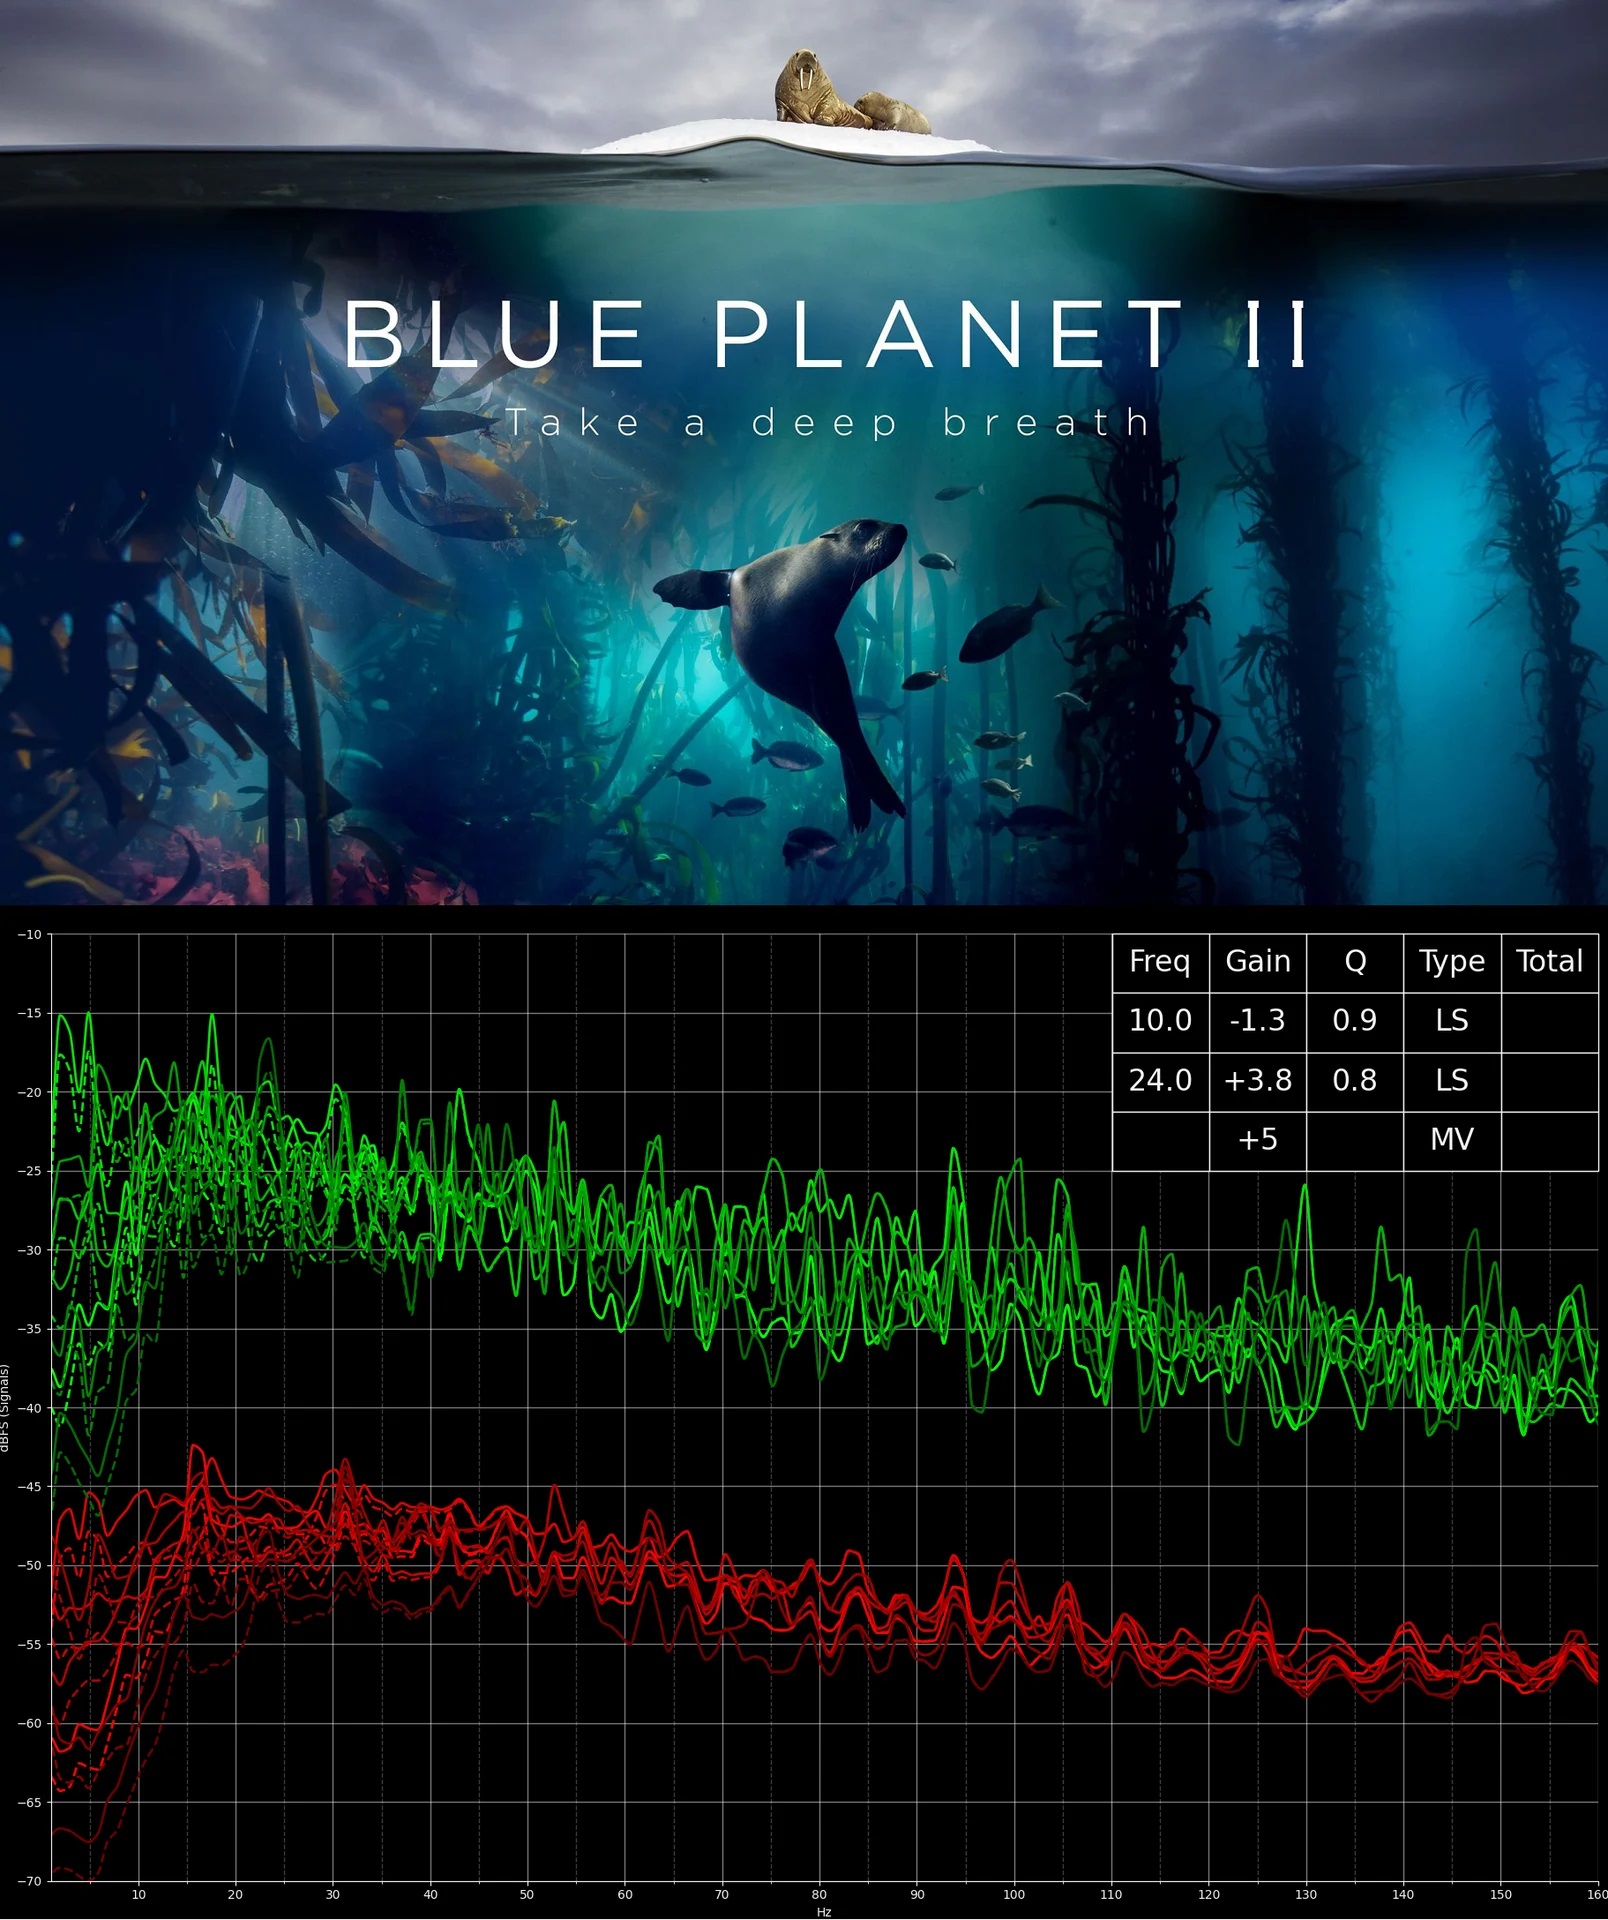 BLUE PLANET II
Take a deep breath
Freq Gain Q Type Total
10.0 -1.3 0.9 LS
24.0 +3.8 0.8 LS
+5 MV
−10
−15
−20
−25
−30
−35
−40
−45
−50
−55
−60
−65
−70
dBFS (Signals)
10 20 30 40 50 60 70 80 90 100 110 120 130 140 150 160
Hz